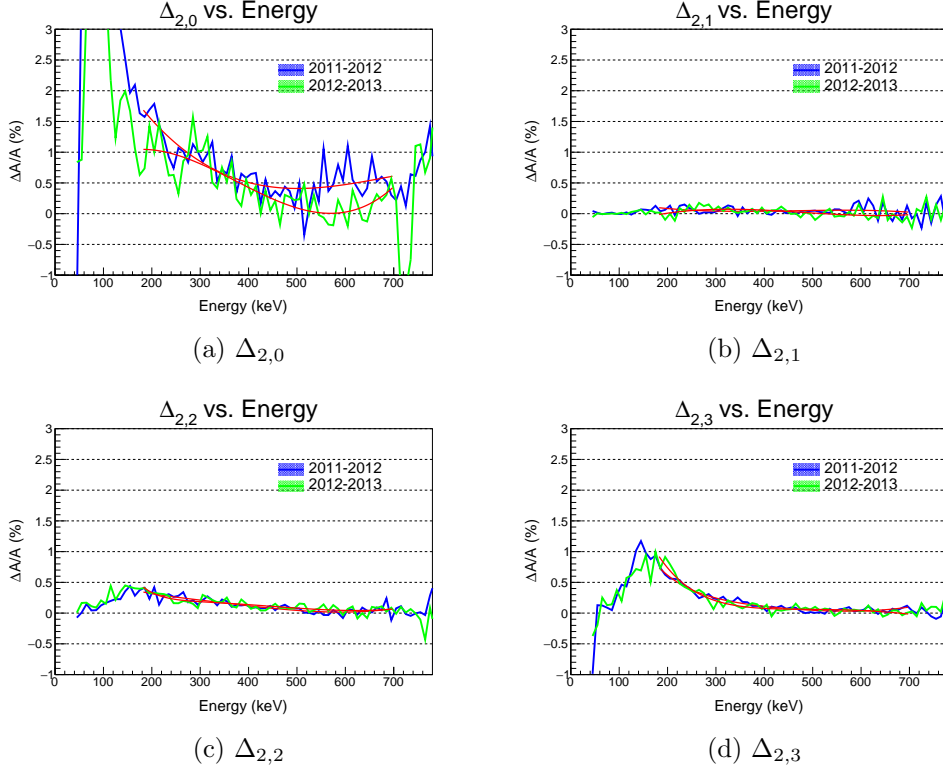 Δ2,0 vs. Energy
ΔA/A (%)
3
2.5
2
1.5
1
0.5
0
−0.5
−1
2011-2012
2012-2013
0 100 200 300 400 500 600 700
Energy (keV)
(a) Δ2,0
Δ2,1 vs. Energy
ΔA/A (%)
3
2.5
2
1.5
1
0.5
0
−0.5
−1
2011-2012
2012-2013
0 100 200 300 400 500 600 700
Energy (keV)
(b) Δ2,1
Δ2,2 vs. Energy
ΔA/A (%)
3
2.5
2
1.5
1
0.5
0
−0.5
−1
2011-2012
2012-2013
0 100 200 300 400 500 600 700
Energy (keV)
(c) Δ2,2
Δ2,3 vs. Energy
ΔA/A (%)
3
2.5
2
1.5
1
0.5
0
−0.5
−1
2011-2012
2012-2013
0 100 200 300 400 500 600 700
Energy (keV)
(d) Δ2,3